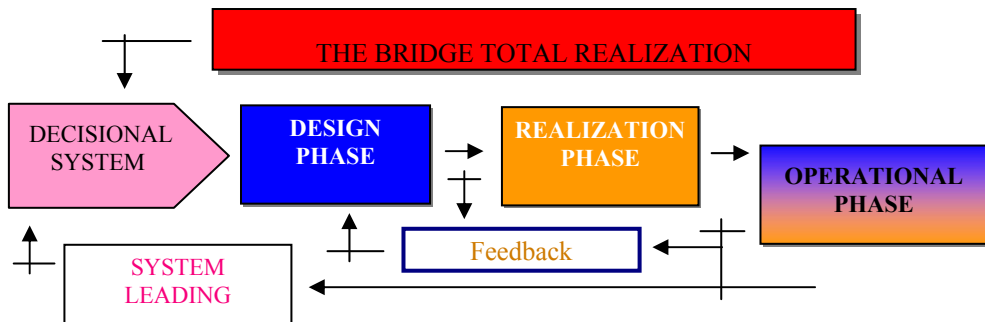 THE BRIDGE TOTAL REALIZATION
DECISIONAL
SYSTEM
DESIGN
PHASE
REALIZATION
PHASE
OPERATIONAL
PHASE
Feedback
SYSTEM
LEADING